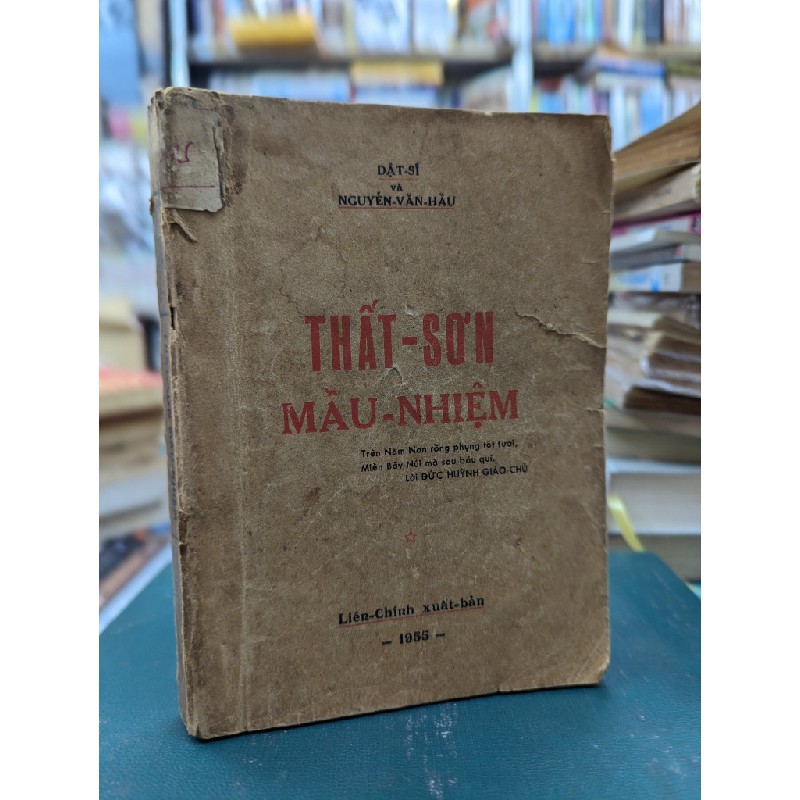 DẬT-SĨ
và
NGUYỄN-VĂN-HẦU
THẤT-SƠN
MẦU-NHIỆM
Trên Năm Non rồng phụng tốt tươi,
Miền Bảy Núi mà sau báu quí.
Lời ĐỨC HUỲNH GIÁO-CHỦ
Liên-Chính xuất-bản
- 1955 -